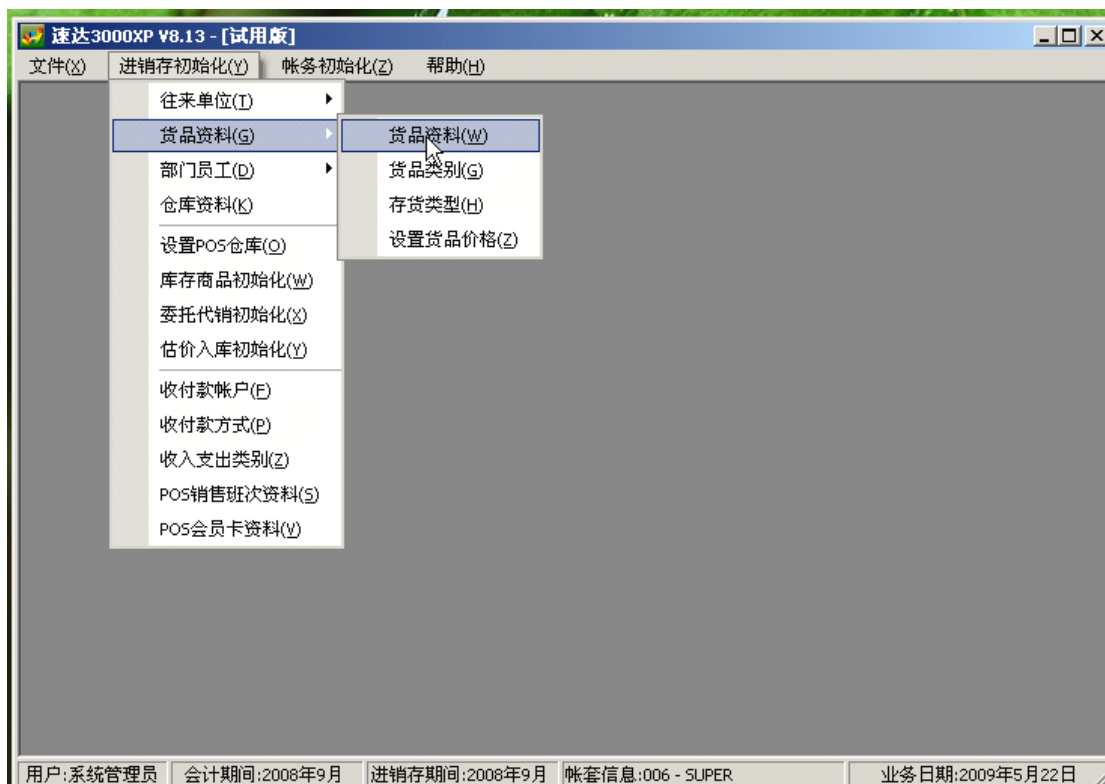 速达3000XP V8.13 - [试用版]
文件(X) 进销存初始化(Y) 帐务初始化(Z) 帮助(H)
往来单位(T)
货品资料(G)
部门员工(D)
仓库资料(K)
设置POS仓库(O)
库存商品初始化(W)
委托代销初始化(X)
估价入库初始化(Y)
收付款帐户(F)
收付款方式(P)
收入支出类别(Z)
POS销售班次资料(S)
POS会员卡资料(V)
货品资料(W)
货品类别(G)
存货类型(H)
设置货品价格(Z)
用户:系统管理员 会计期间:2008年9月 进销存期间:2008年9月 帐套信息:006 - SUPER 业务日期:2009年5月22日